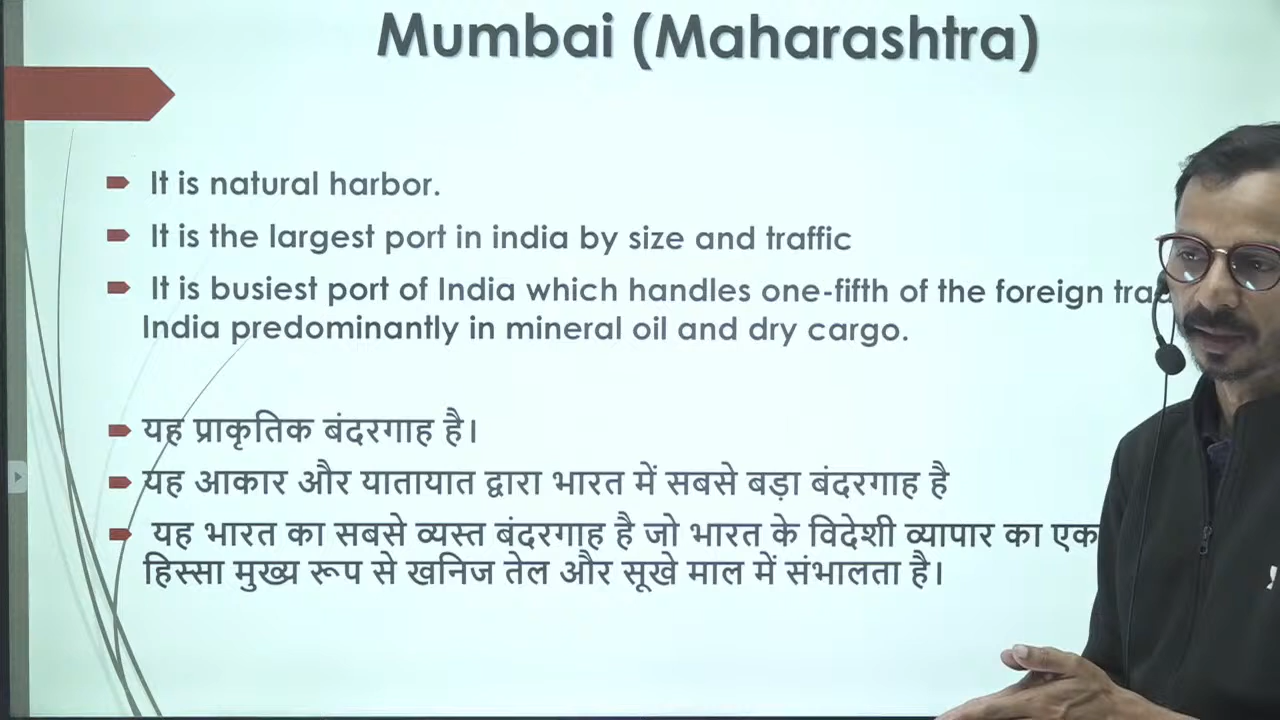 Mumbai (Maharashtra)
It is natural harbor.
It is the largest port in india by size and traffic
It is busiest port of India which handles one-fifth of the foreign
India predominantly in mineral oil and dry cargo.
यह प्राकृतिक बंदरगाह है।
यह आकार और यातायात द्वारा भारत में सबसे बड़ा बंदरगाह है
यह भारत का सबसे व्यस्त बंदरगाह है जो भारत के विदेशी व्यापार का एक
हिस्सा मुख्य रूप से खनिज तेल और सूखे माल में संभालता है।